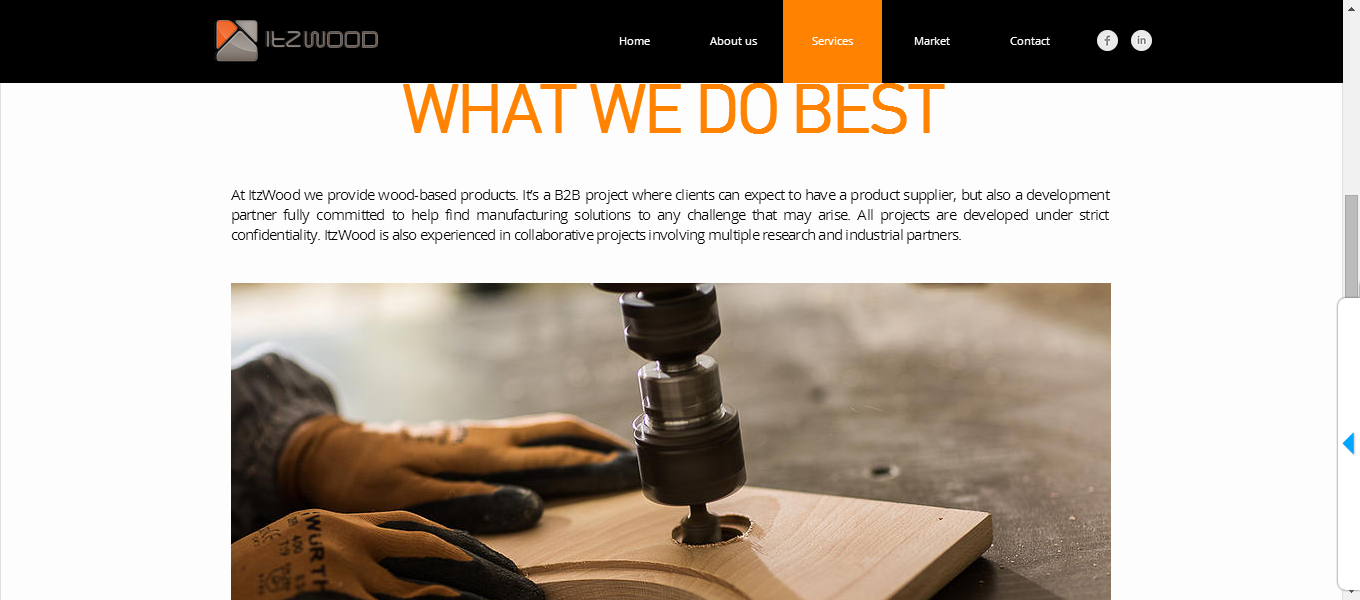 ItzWOOD
Home
About us
Services
Market
Contact
f
in
WHAT WE DO BEST
At ItzWood we provide wood-based products. It's a B2B project where clients can expect to have a product supplier, but also a development
partner fully committed to help find manufacturing solutions to any challenge that may arise. All projects are developed under strict
confidentiality. ItzWood is also experienced in collaborative projects involving multiple research and industrial partners.
WÜRTH